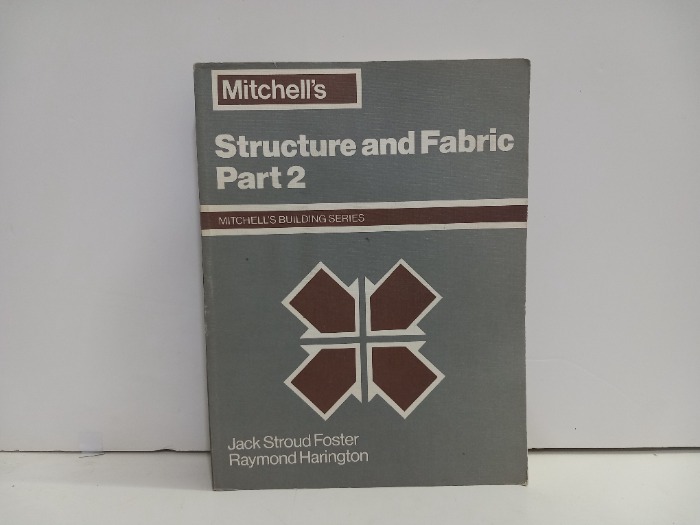 Mitchell's
Structure and Fabric
Part 2
MITCHELL'S BUILDING SERIES
Jack Stroud Foster
Raymond Harington